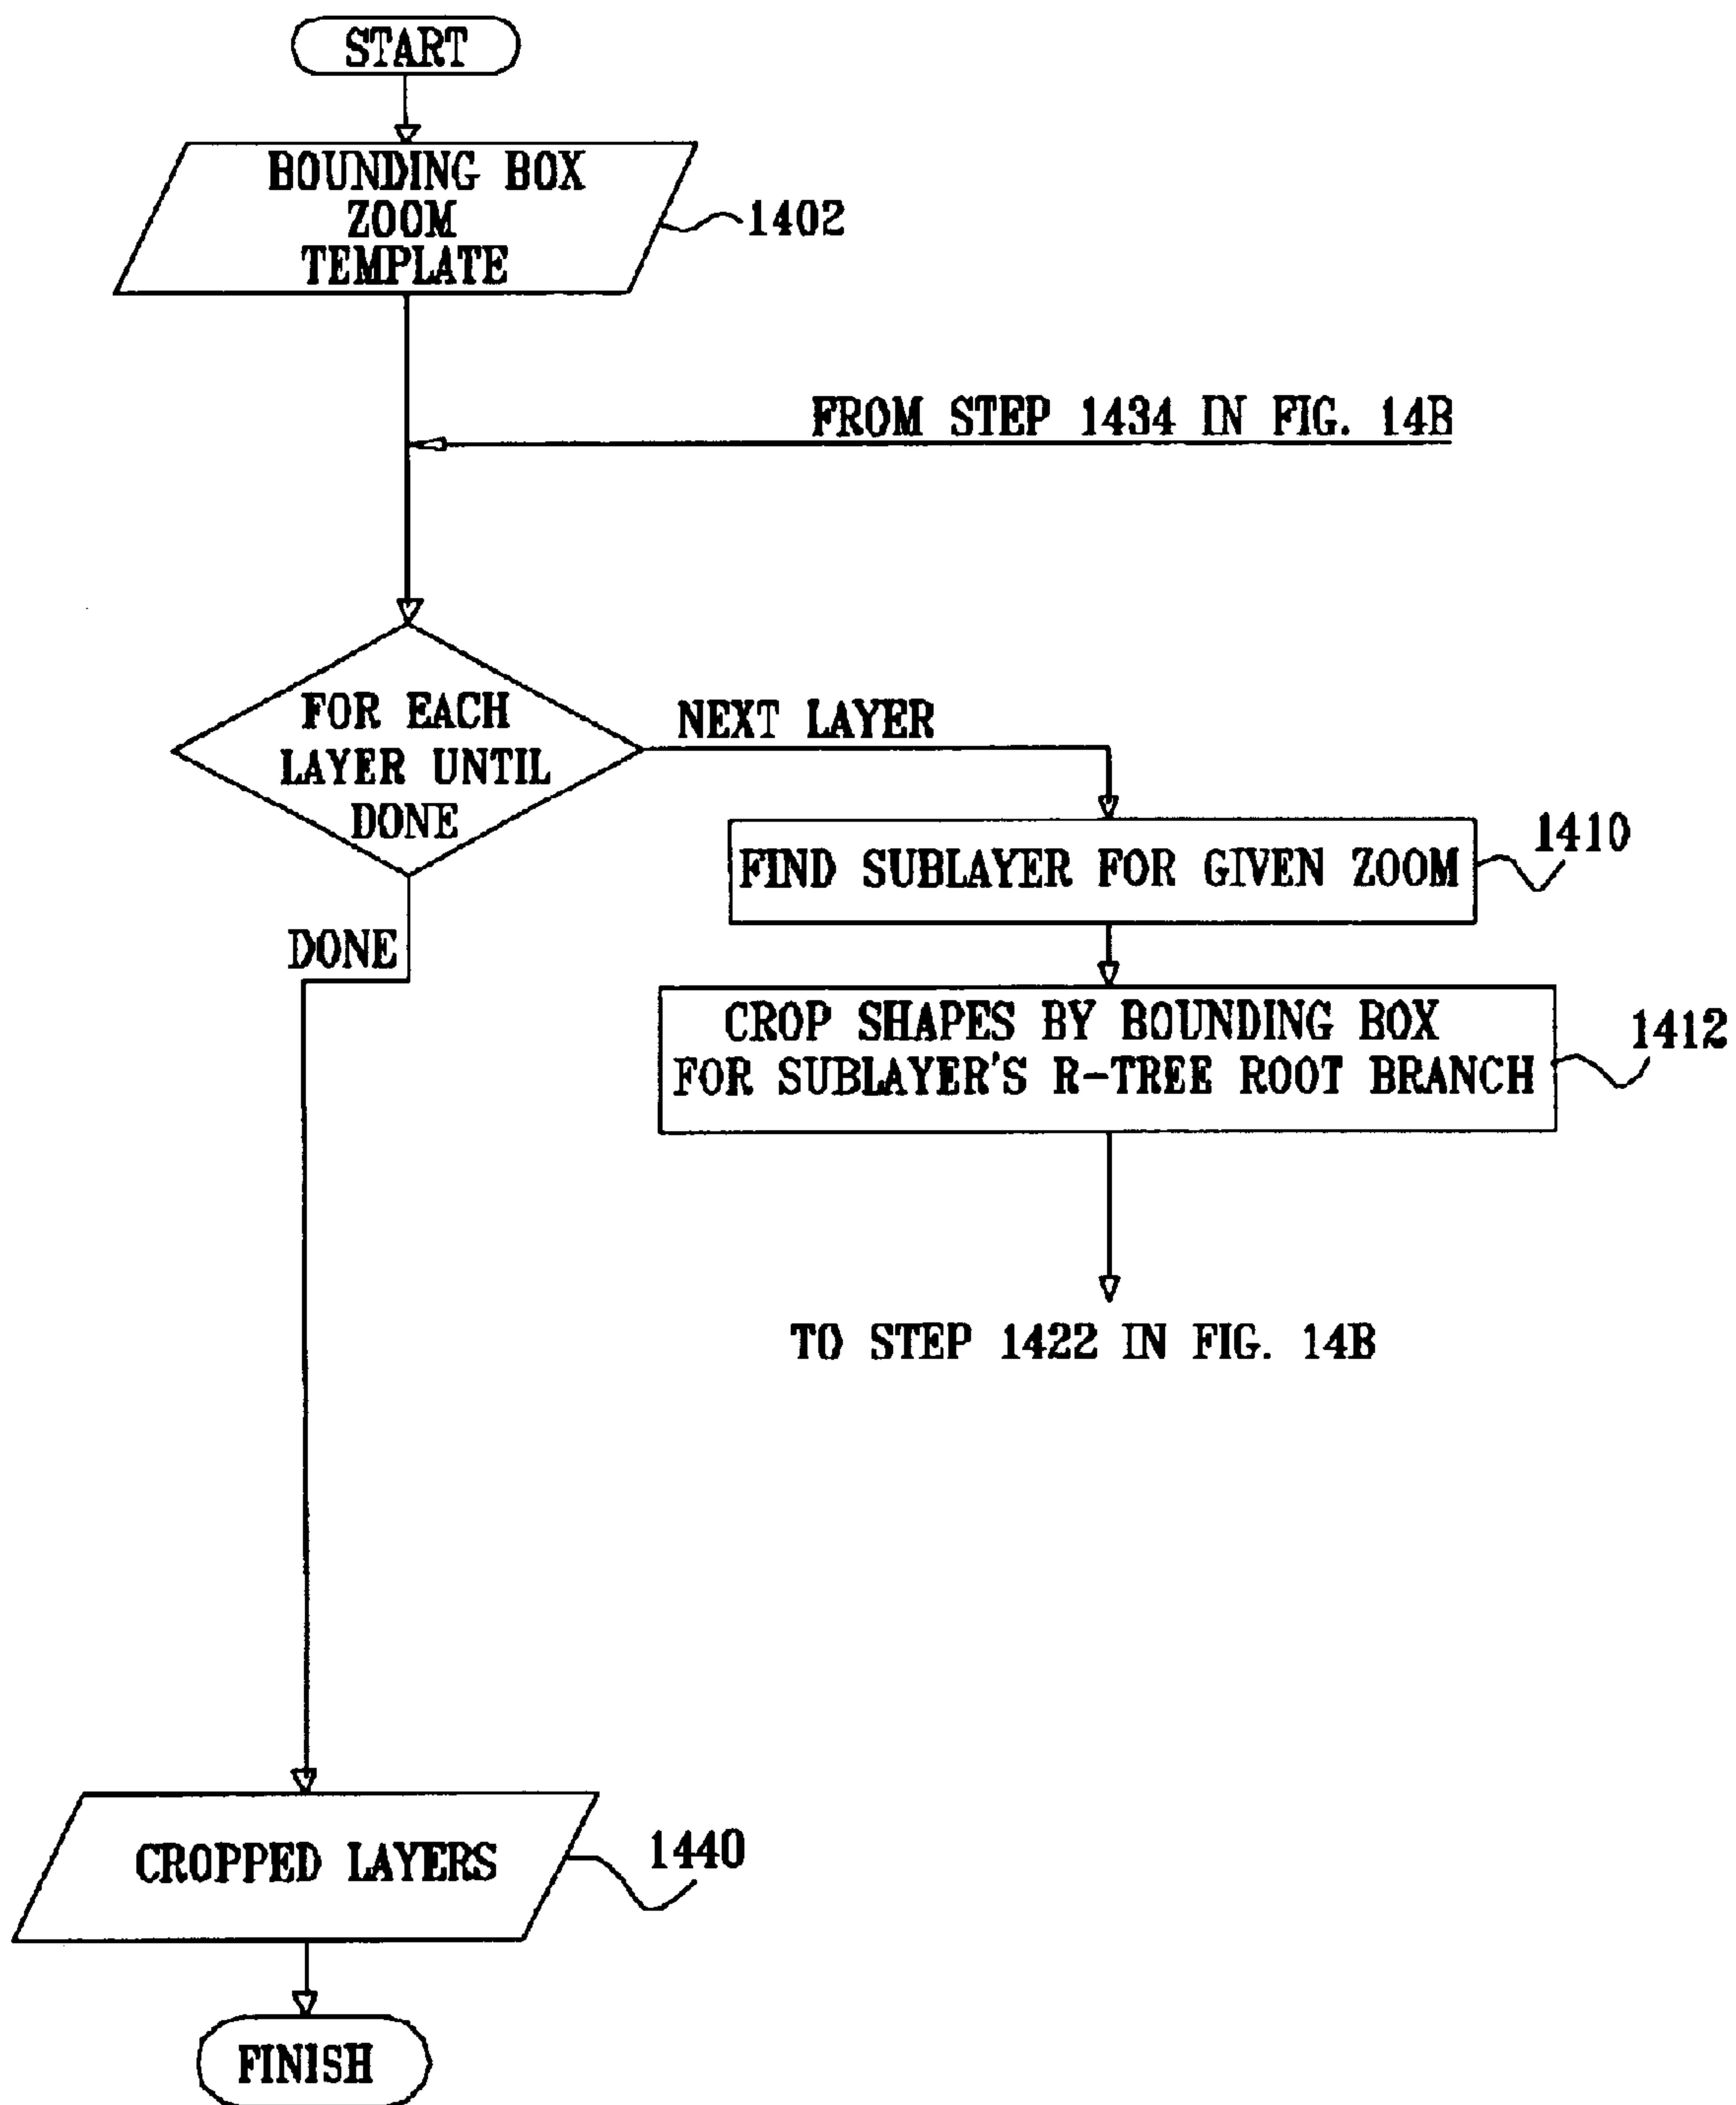 START
BOUNDING BOX
ZOOM
TEMPLATE
1402
FROM STEP 1434 IN FIG. 14B
FOR EACH
LAYER UNTIL
DONE
NEXT LAYER
FIND SUBLAYER FOR GIVEN ZOOM
1410
DONE
CROP SHAPES BY BOUNDING BOX
FOR SUBLAYER'S R-TREE ROOT BRANCH
1412
TO STEP 1422 IN FIG. 14B
CROPPED LAYERS
1440
FINISH